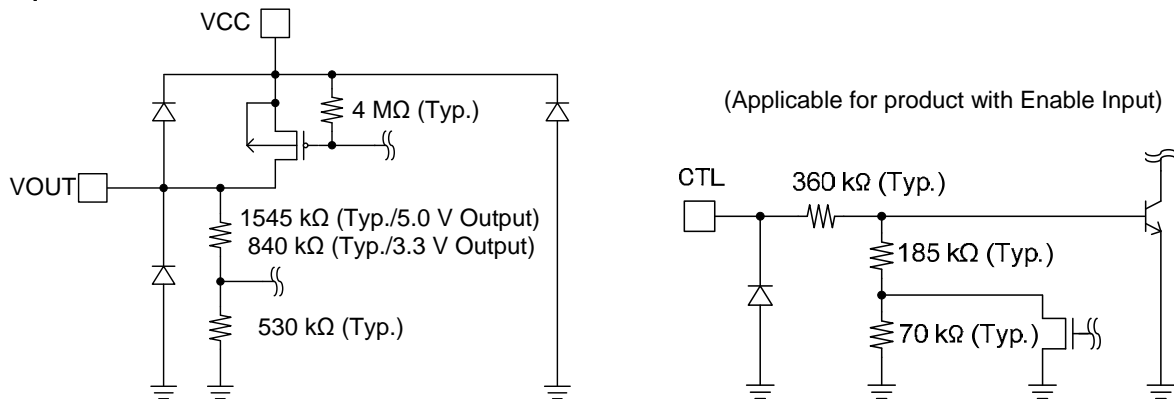 VCC
4 MΩ (Typ.)
VOUT
1545 kΩ (Typ./5.0 V Output)
840 kΩ (Typ./3.3 V Output)
530 kΩ (Typ.)
(Applicable for product with Enable Input)
CTL
360 kΩ (Typ.)
185 kΩ (Typ.)
70 kΩ (Typ.)